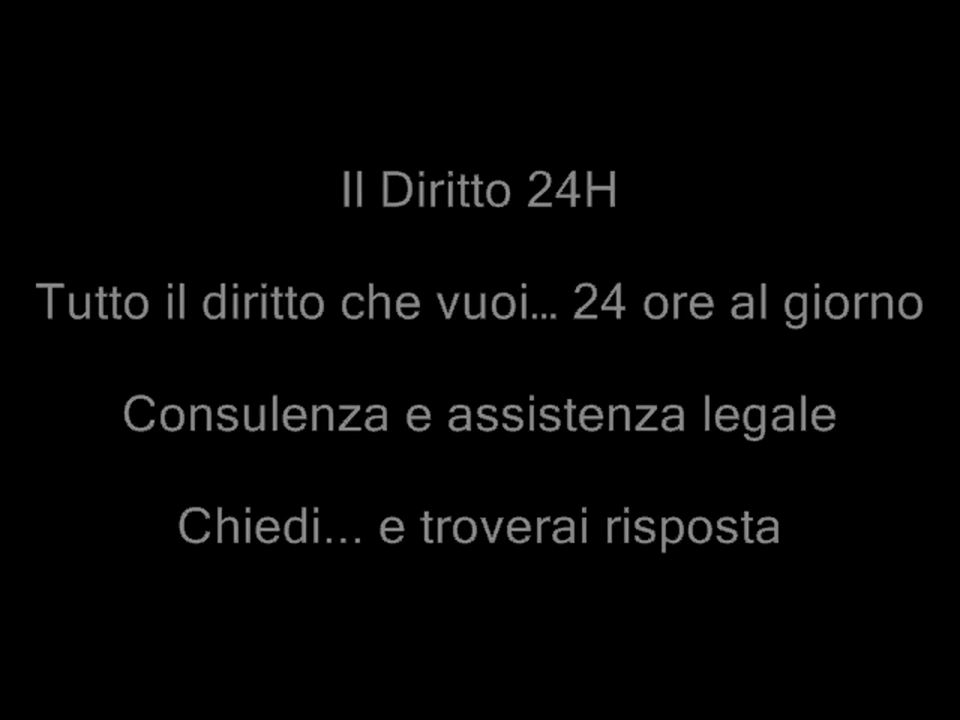 Il Diritto 24H
Tutto il diritto che vuoi… 24 ore al giorno
Consulenza e assistenza legale
Chiedi... e troverai risposta